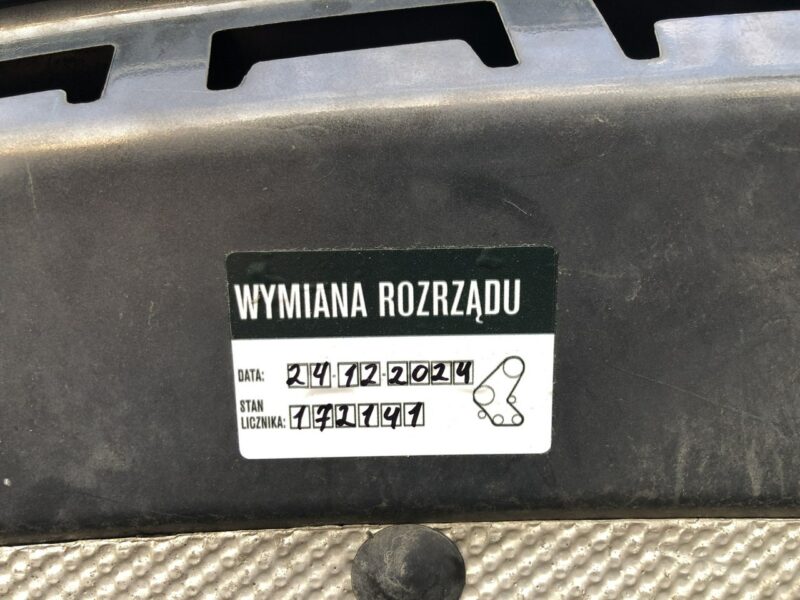 WYMIANA ROZRZĄDU
DATA: 24-12-2024
STAN
LICZNIKA: 172141